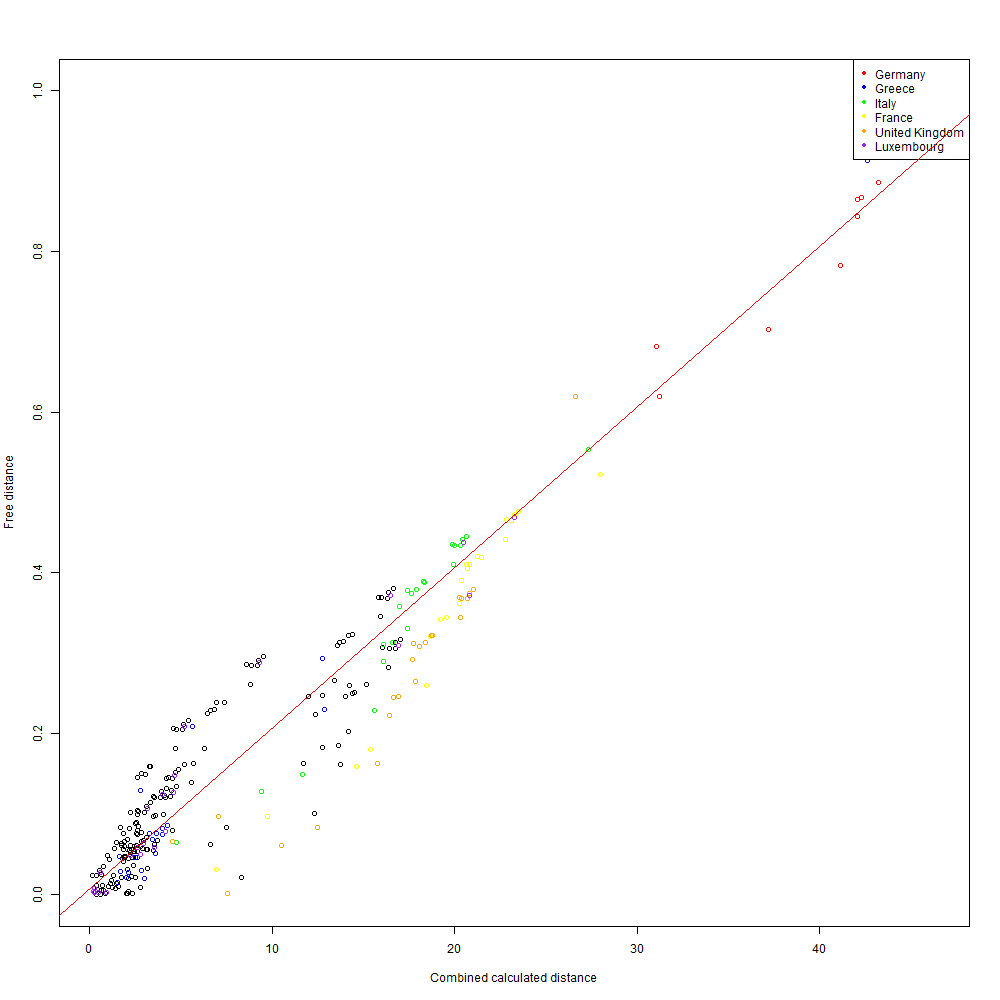 Germany
Greece
Italy
France
United Kingdom
Luxembourg
1.0
0.8
0.6
0.4
0.2
0.0
Free distance
0 10 20 30 40
Combined calculated distance